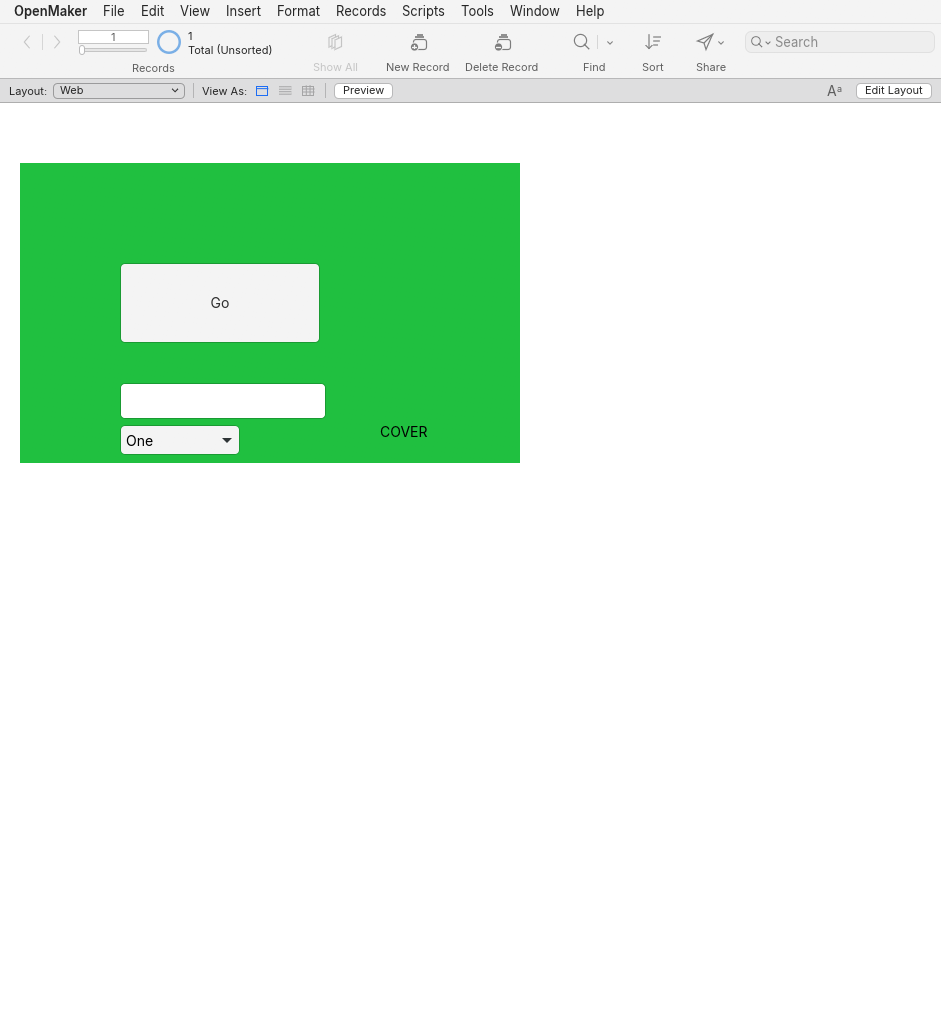 OpenMaker File Edit View Insert Format Records Scripts Tools Window Help
1
1
Total (Unsorted)
Search
Records
Show All
New Record
Delete Record
Find
Sort
Share
Layout: Web View As: Preview Aa Edit Layout
Go
COVER
One